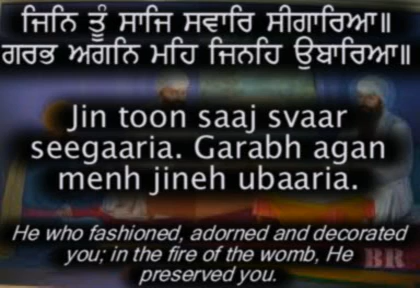 ਜਿਨਿ ਤੂੰ ਸਾਜਿ ਸਵਾਰਿ ਸੀਗਾਰਿਆ॥
ਗਰਭ ਅਗਨਿ ਮਹਿ ਜਿਨਹਿ ਉਬਾਰਿਆ॥
Jin toon saaj svaar
seegaaria. Garabh agan
menh jineh ubaaria.
He who fashioned, adorned and decorated
you; in the fire of the womb, He
preserved you.
BR